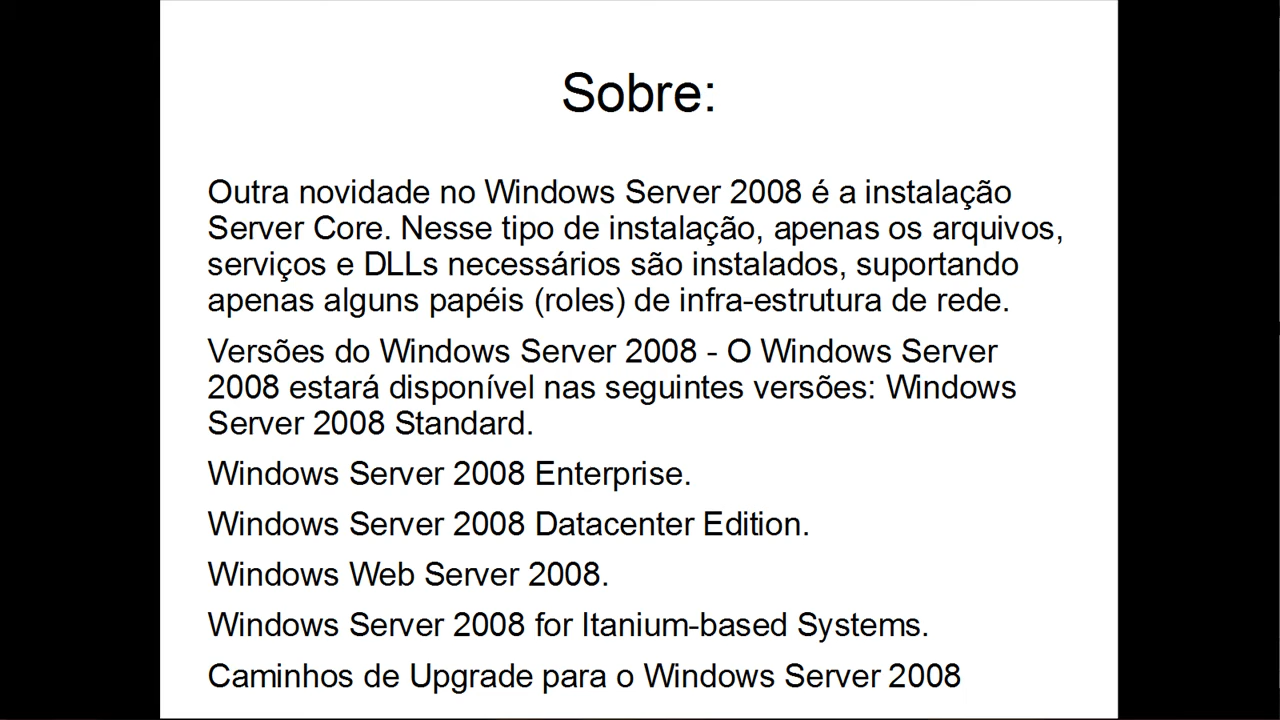 Sobre:
Outra novidade no Windows Server 2008 é a instalação
Server Core. Nesse tipo de instalação, apenas os arquivos,
serviços e DLLs necessários são instalados, suportando
apenas alguns papéis (roles) de infra-estrutura de rede.
Versões do Windows Server 2008 - O Windows Server
2008 estará disponível nas seguintes versões: Windows
Server 2008 Standard.
Windows Server 2008 Enterprise.
Windows Server 2008 Datacenter Edition.
Windows Web Server 2008.
Windows Server 2008 for Itanium-based Systems.
Caminhos de Upgrade para o Windows Server 2008